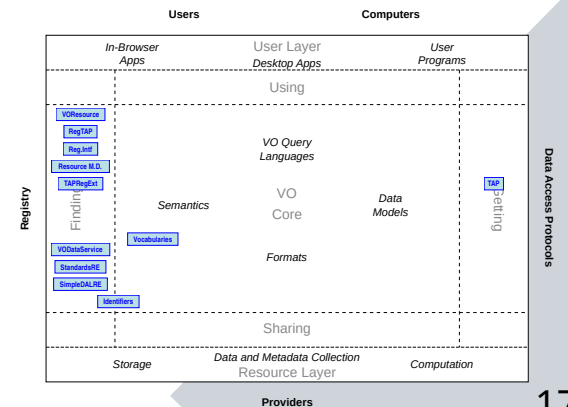 Users Computers
In-Browser
Apps
User Layer
Desktop Apps
User
Programs
Using
VOResource
RegTAP
Reg.Intf
Resource M.D.
TAPRegExt
Finding
VODataService
StandardsRE
SimpleDALRE
Identifiers
Registry
VO Query
Languages
Semantics
VO
Core
Data
Models
Vocabularies
Formats
TAP
Getting
Data Access Protocols
Sharing
Storage
Data and Metadata Collection
Computation
Resource Layer
Providers
17